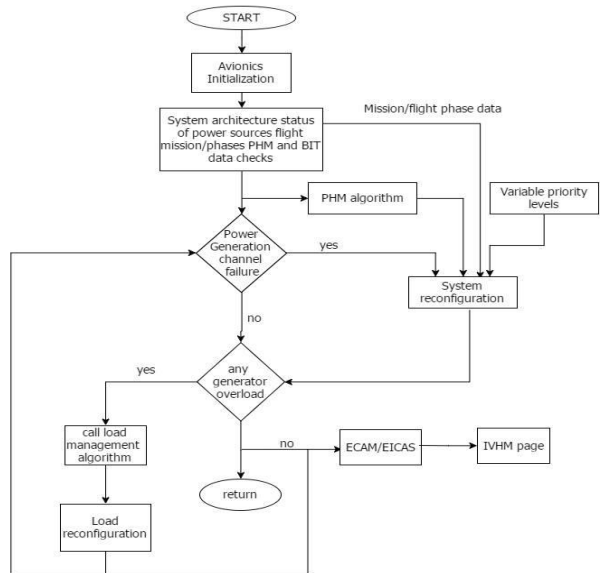 START
Avionics
Initialization
System architecture status
of power sources flight
mission/phases PHM and BIT
data checks
Mission/flight phase data
PHM algorithm
Variable priority
levels
Power
Generation
channel
failure
yes
System
reconfiguration
no
any
generator
overload
yes
call load
management
algorithm
no
ECAM/EICAS
IVHM page
return
Load
reconfiguration